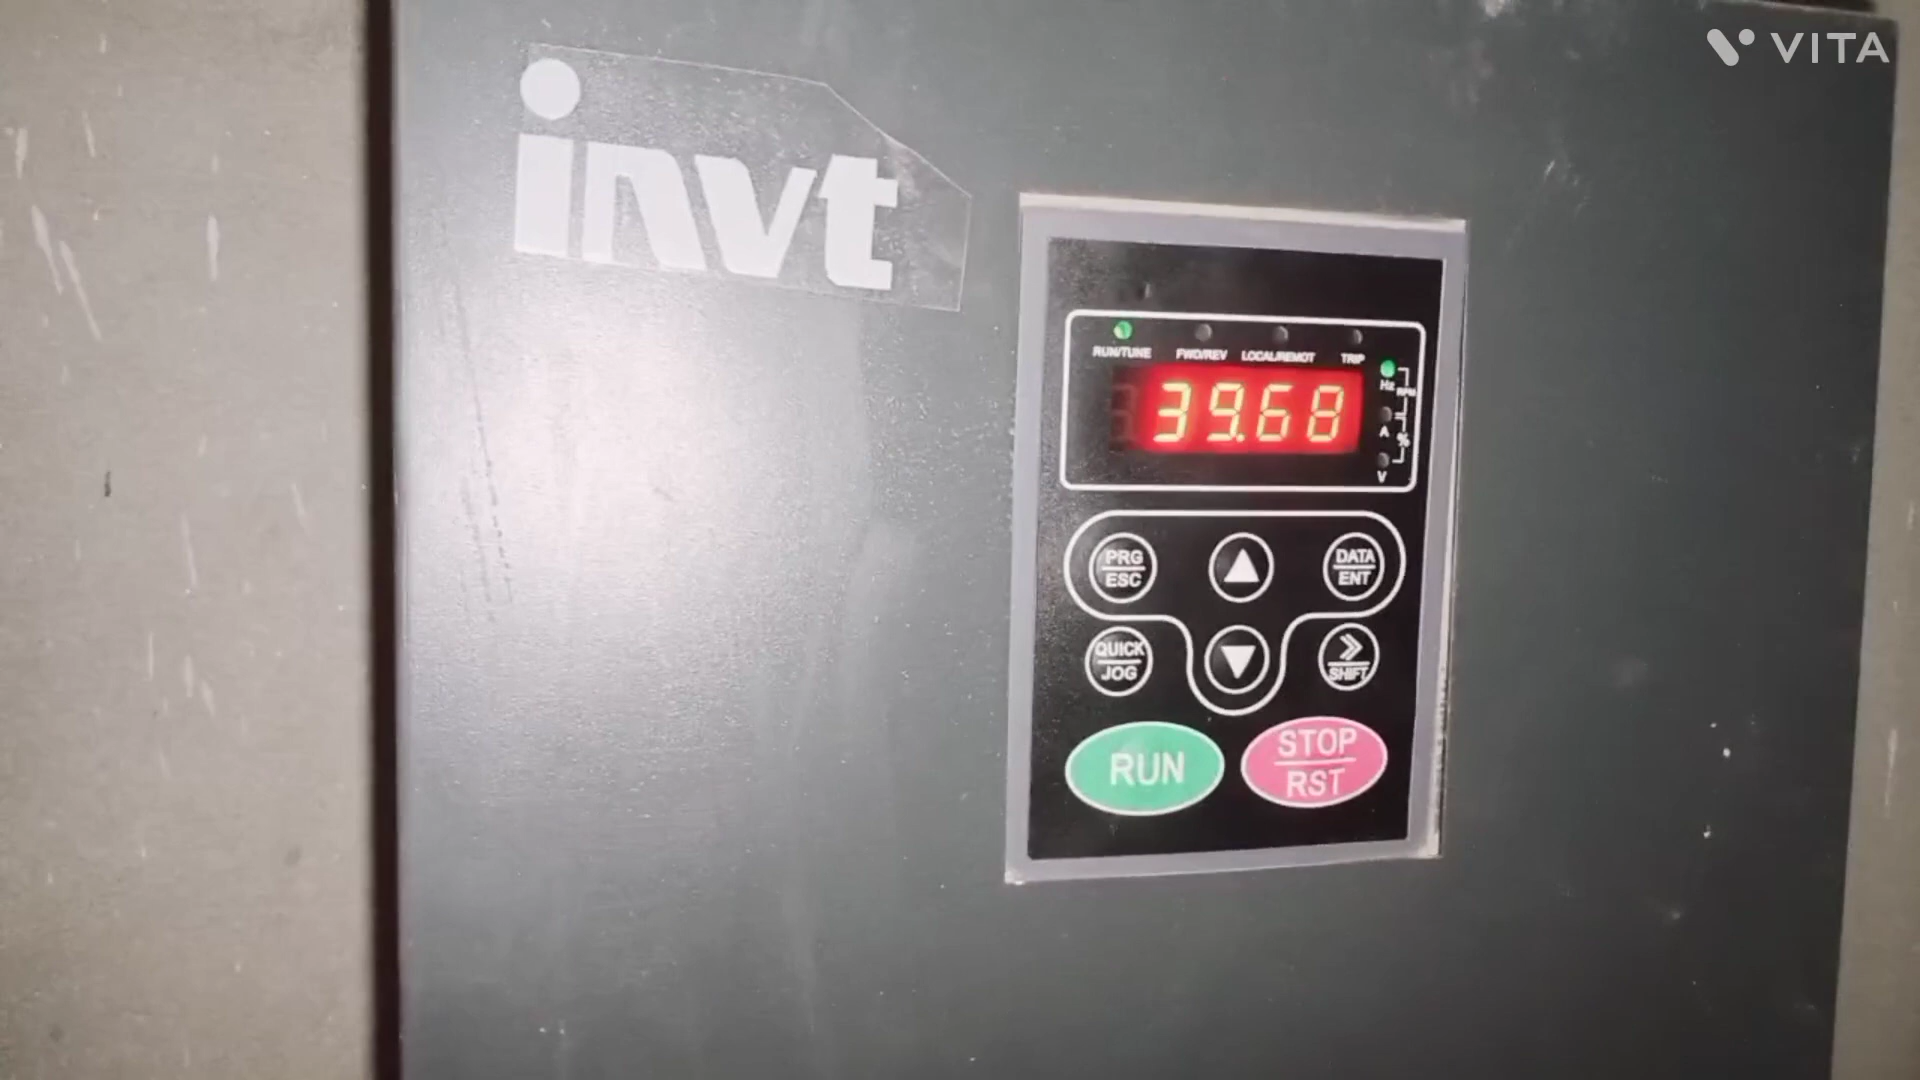 VITA
invt
RUN/TUNE FWD/REV LOCAL/REMOT TRIP
39.68
Hz
RPM
A
%
V
PRG
ESC
DATA
ENT
QUICK
JOG
SHIFT
RUN
STOP
RST